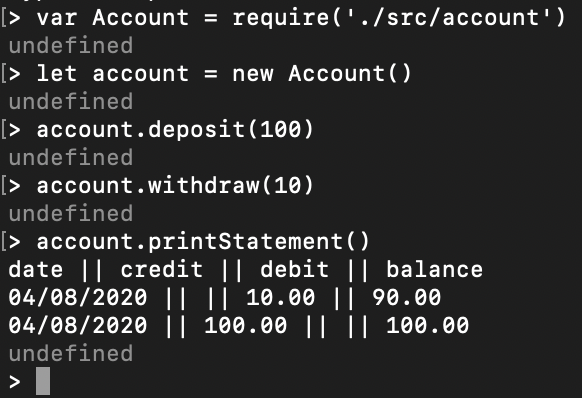 [> var Account = require('./src/account')
undefined
[> let account = new Account()
undefined
[> account.deposit(100)
undefined
[> account.withdraw(10)
undefined
[> account.printStatement()
date || credit || debit || balance
04/08/2020 || || 10.00 || 90.00
04/08/2020 || 100.00 || || 100.00
undefined
>